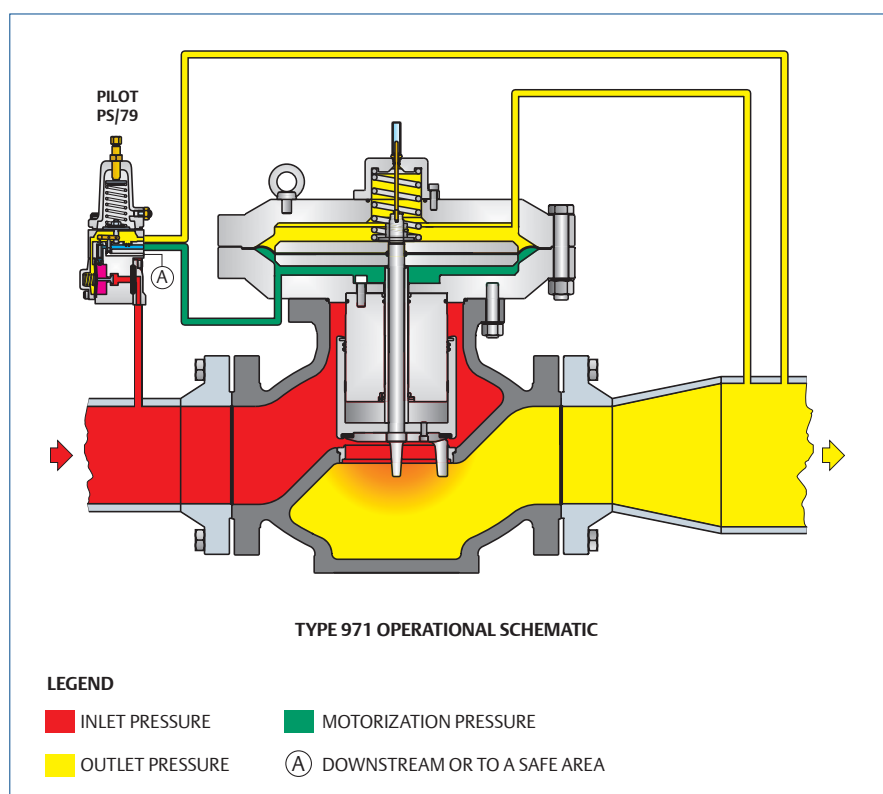 PILOT
PS/79
A
TYPE 971 OPERATIONAL SCHEMATIC
LEGEND
INLET PRESSURE
MOTORIZATION PRESSURE
OUTLET PRESSURE
A DOWNSTREAM OR TO A SAFE AREA